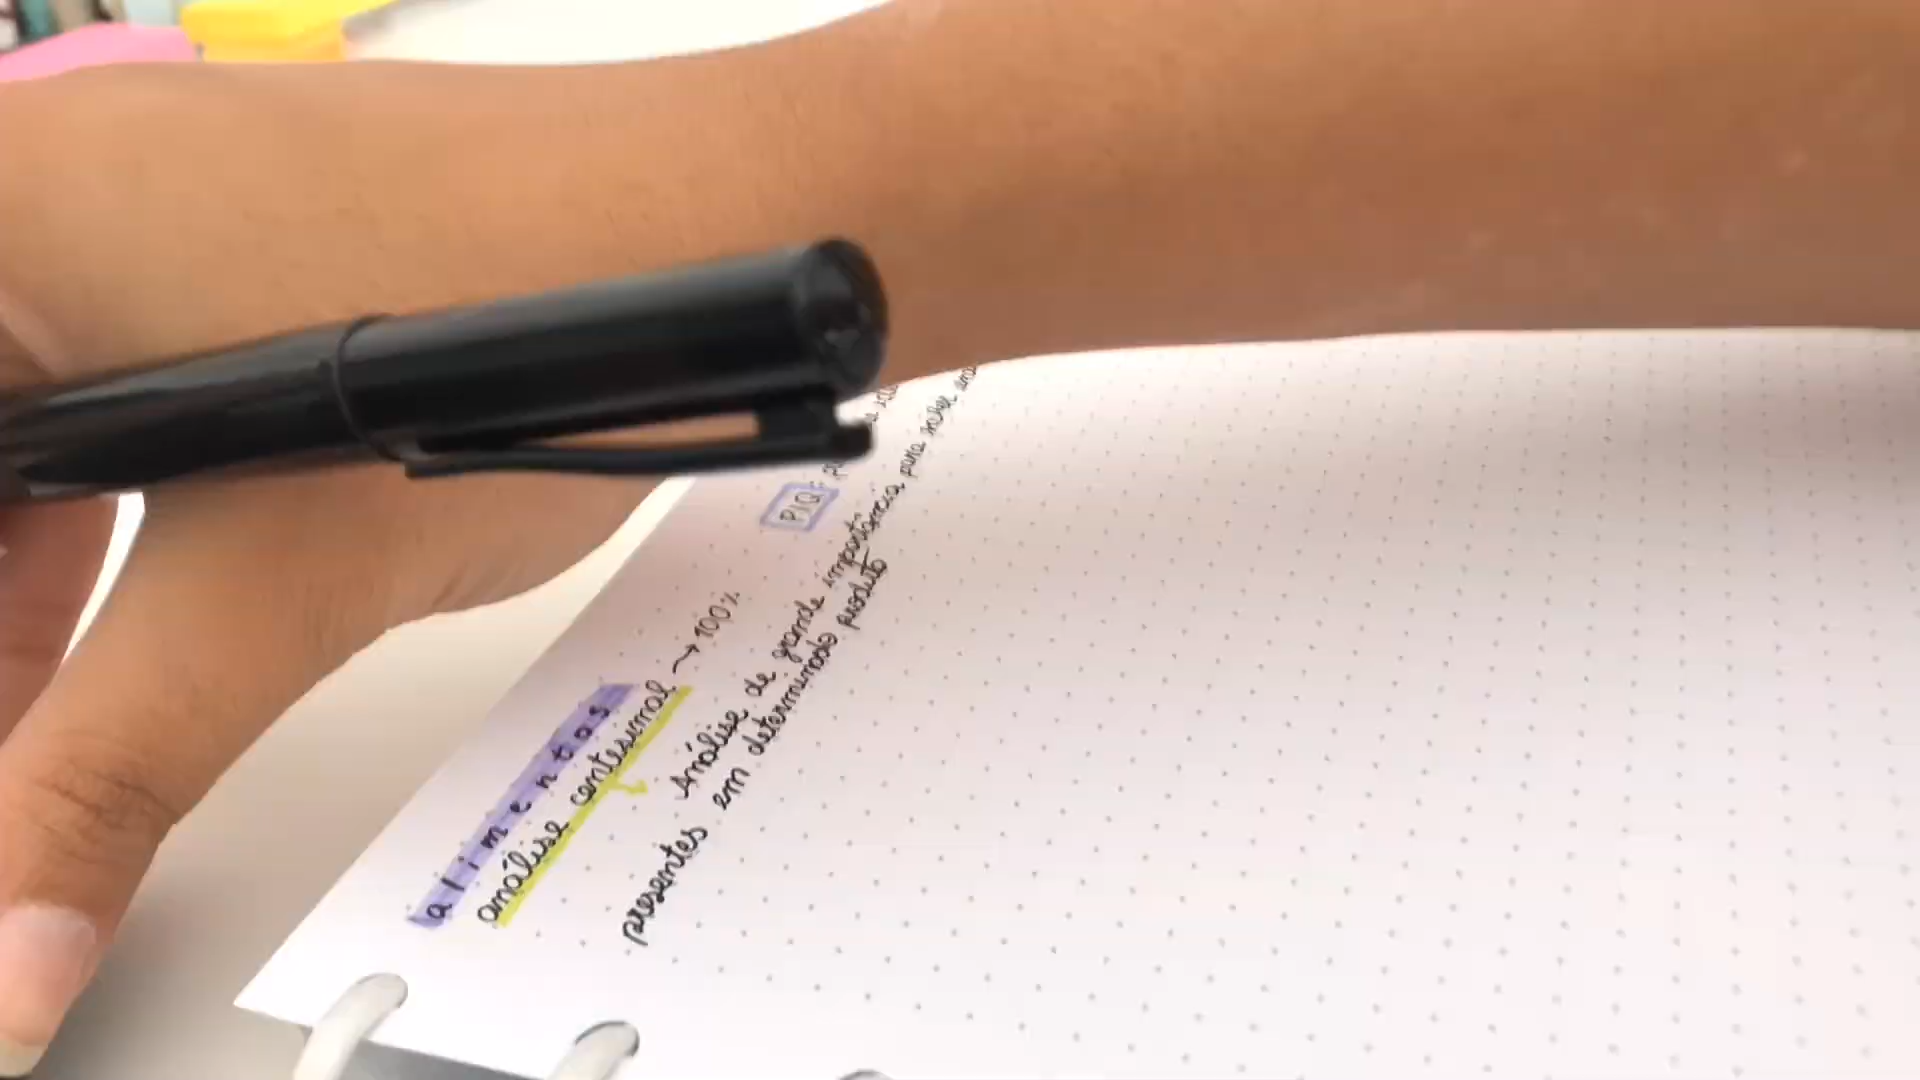 alimentos
análise centesimal → 100%
PIQ:
Análise de grande importância para saber
presentes em determinado produto